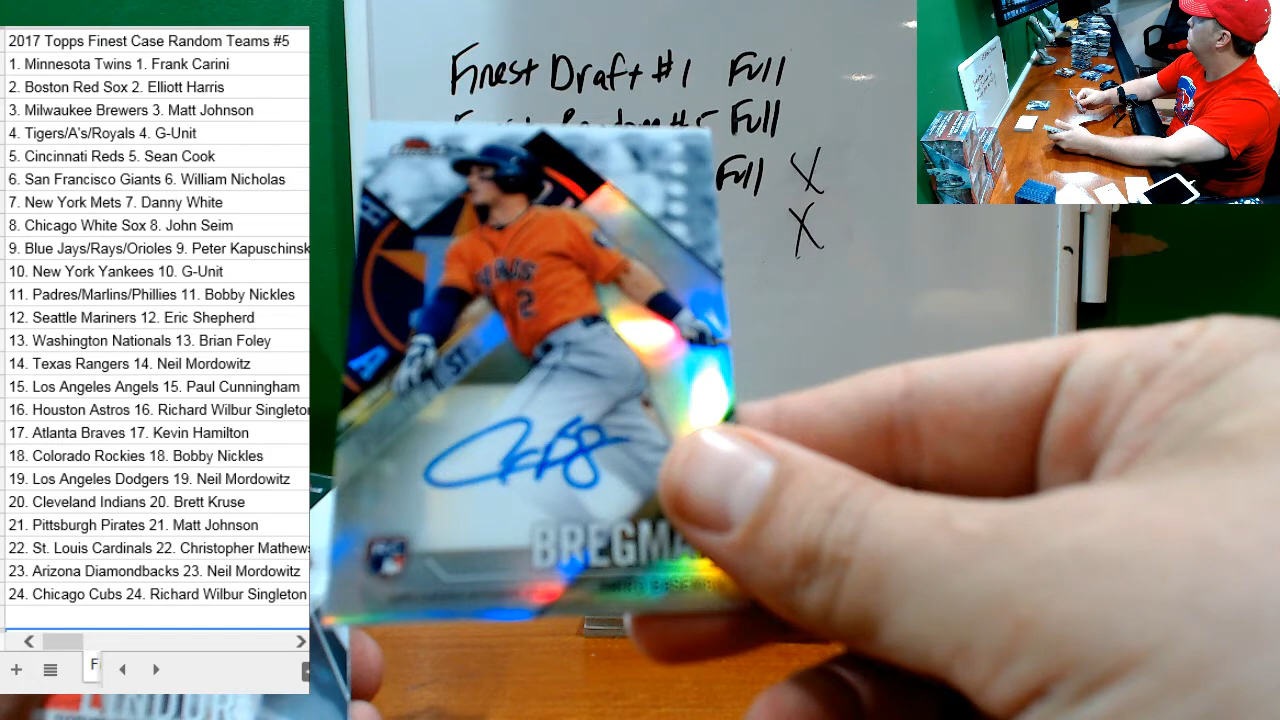 2017 Topps Finest Case Random Teams #5
1. Minnesota Twins 1. Frank Carini
2. Boston Red Sox 2. Elliott Harris
3. Milwaukee Brewers 3. Matt Johnson
4. Tigers/A's/Royals 4. G-Unit
5. Cincinnati Reds 5. Sean Cook
6. San Francisco Giants 6. William Nicholas
7. New York Mets 7. Danny White
8. Chicago White Sox 8. John Seim
9. Blue Jays/Rays/Orioles 9. Peter Kapuschinsk
10. New York Yankees 10. G-Unit
11. Padres/Marlins/Phillies 11. Bobby Nickles
12. Seattle Mariners 12. Eric Shepherd
13. Washington Nationals 13. Brian Foley
14. Texas Rangers 14. Neil Mordowitz
15. Los Angeles Angels 15. Paul Cunningham
16. Houston Astros 16. Richard Wilbur Singleton
17. Atlanta Braves 17. Kevin Hamilton
18. Colorado Rockies 18. Bobby Nickles
19. Los Angeles Dodgers 19. Neil Mordowitz
20. Cleveland Indians 20. Brett Kruse
21. Pittsburgh Pirates 21. Matt Johnson
22. St. Louis Cardinals 22. Christopher Mathews
23. Arizona Diamondbacks 23. Neil Mordowitz
24. Chicago Cubs 24. Richard Wilbur Singleton
F
LINDOR
Finest Draft #1 Full
Full
Full X
X
2
BREGMA